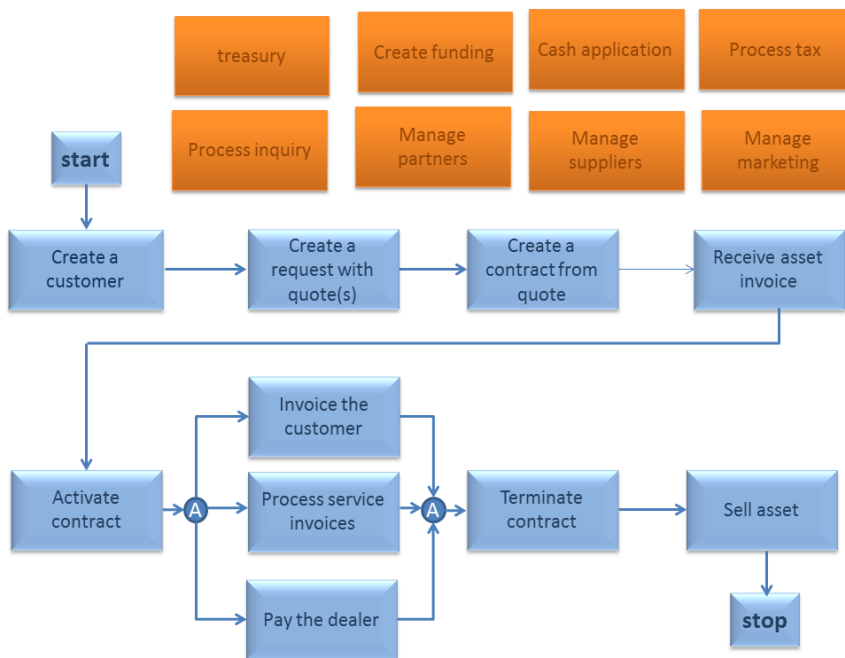 treasury
Create funding
Cash application
Process tax
Process inquiry
Manage
partners
Manage
suppliers
Manage
marketing
start
Create a
customer
Create a
request with
quote(s)
Create a
contract from
quote
Receive asset
invoice
Invoice the
customer
Activate
contract
A
Process service
invoices
A
Terminate
contract
Sell asset
Pay the dealer
stop